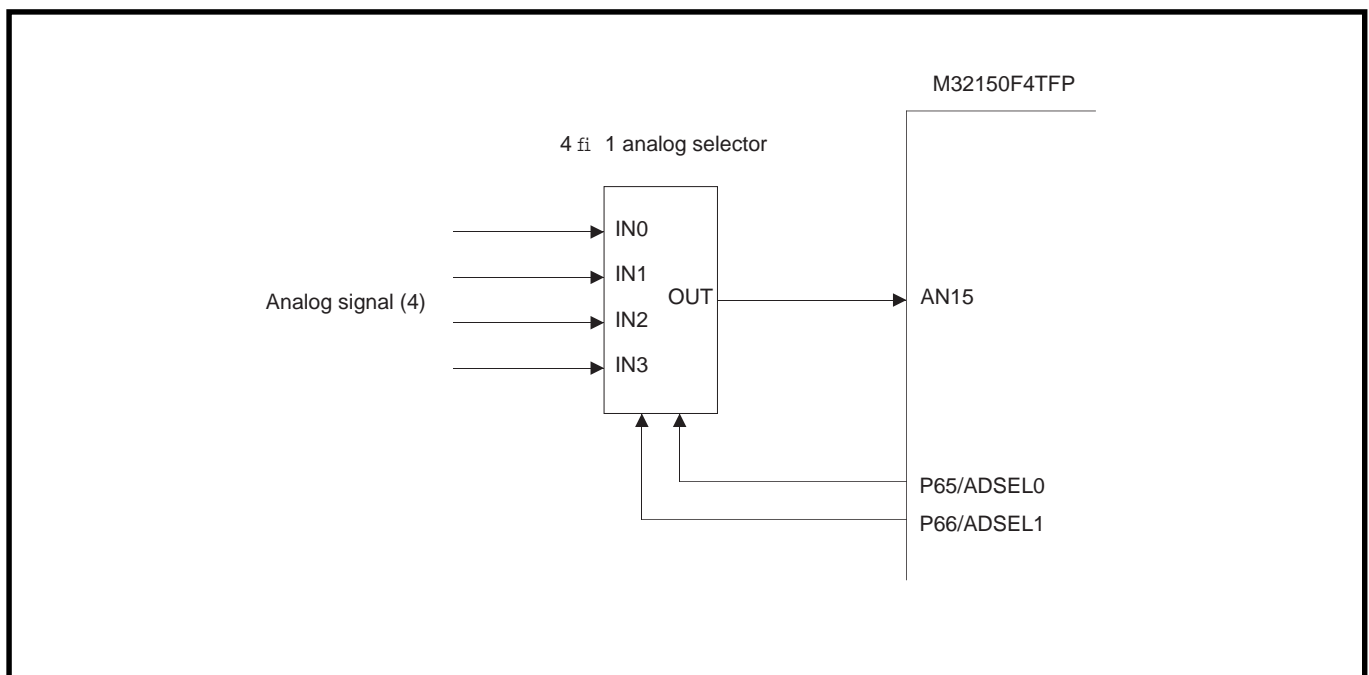 M32150F4TFP
4 fi 1 analog selector
IN0
IN1
IN2
IN3
OUT
Analog signal (4)
AN15
P65/ADSEL0
P66/ADSEL1